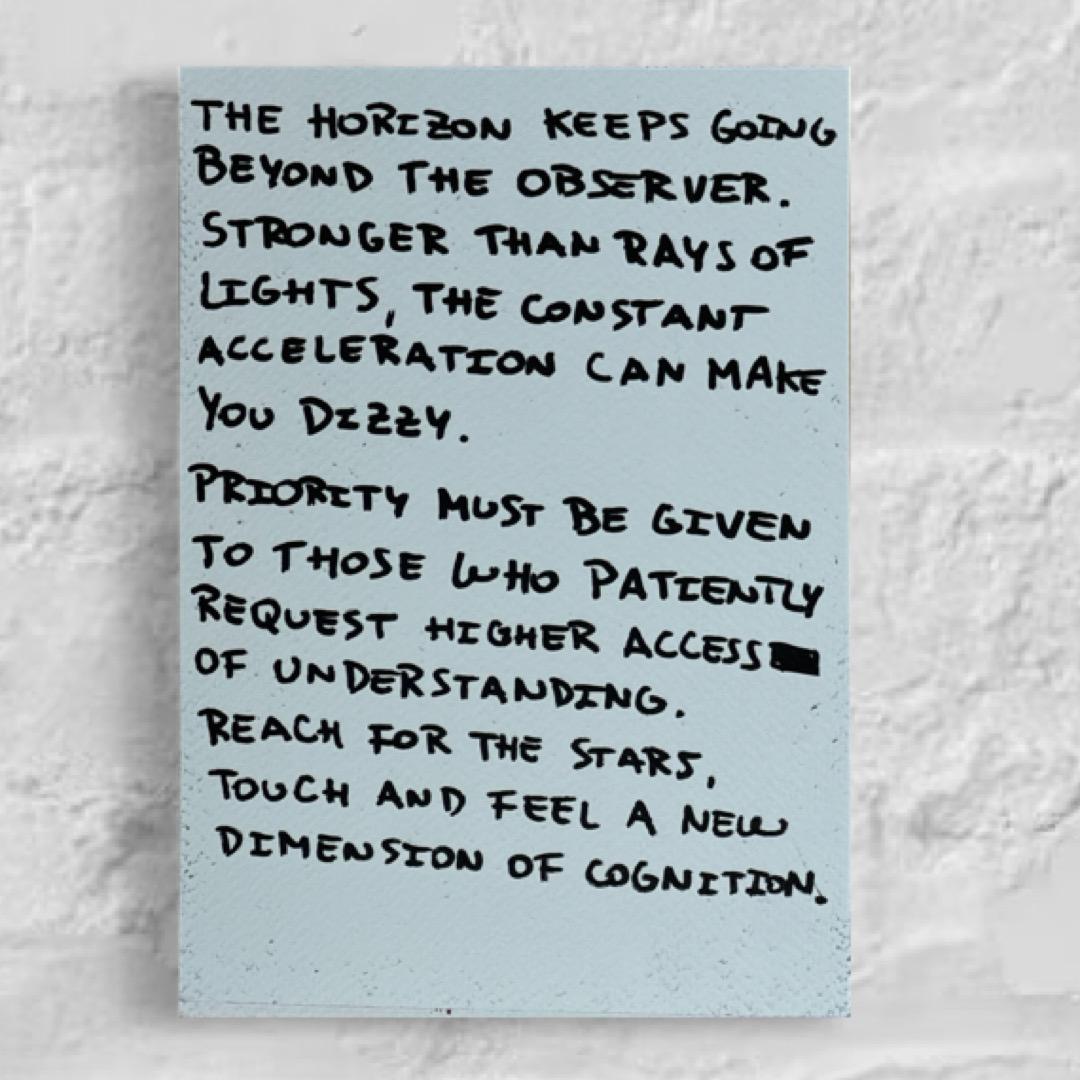 THE HORIZON KEEPS GOING
BEYOND THE OBSERVER.
STRONGER THAN RAYS OF
LIGHTS, THE CONSTANT
ACCELERATION CAN MAKE
YOU DIZZY.
PRIORITY MUST BE GIVEN
TO THOSE WHO PATIENTLY
REQUEST HIGHER ACCESS
OF UNDERSTANDING.
REACH FOR THE STARS,
TOUCH AND FEEL A NEW
DIMENSION OF COGNITION.